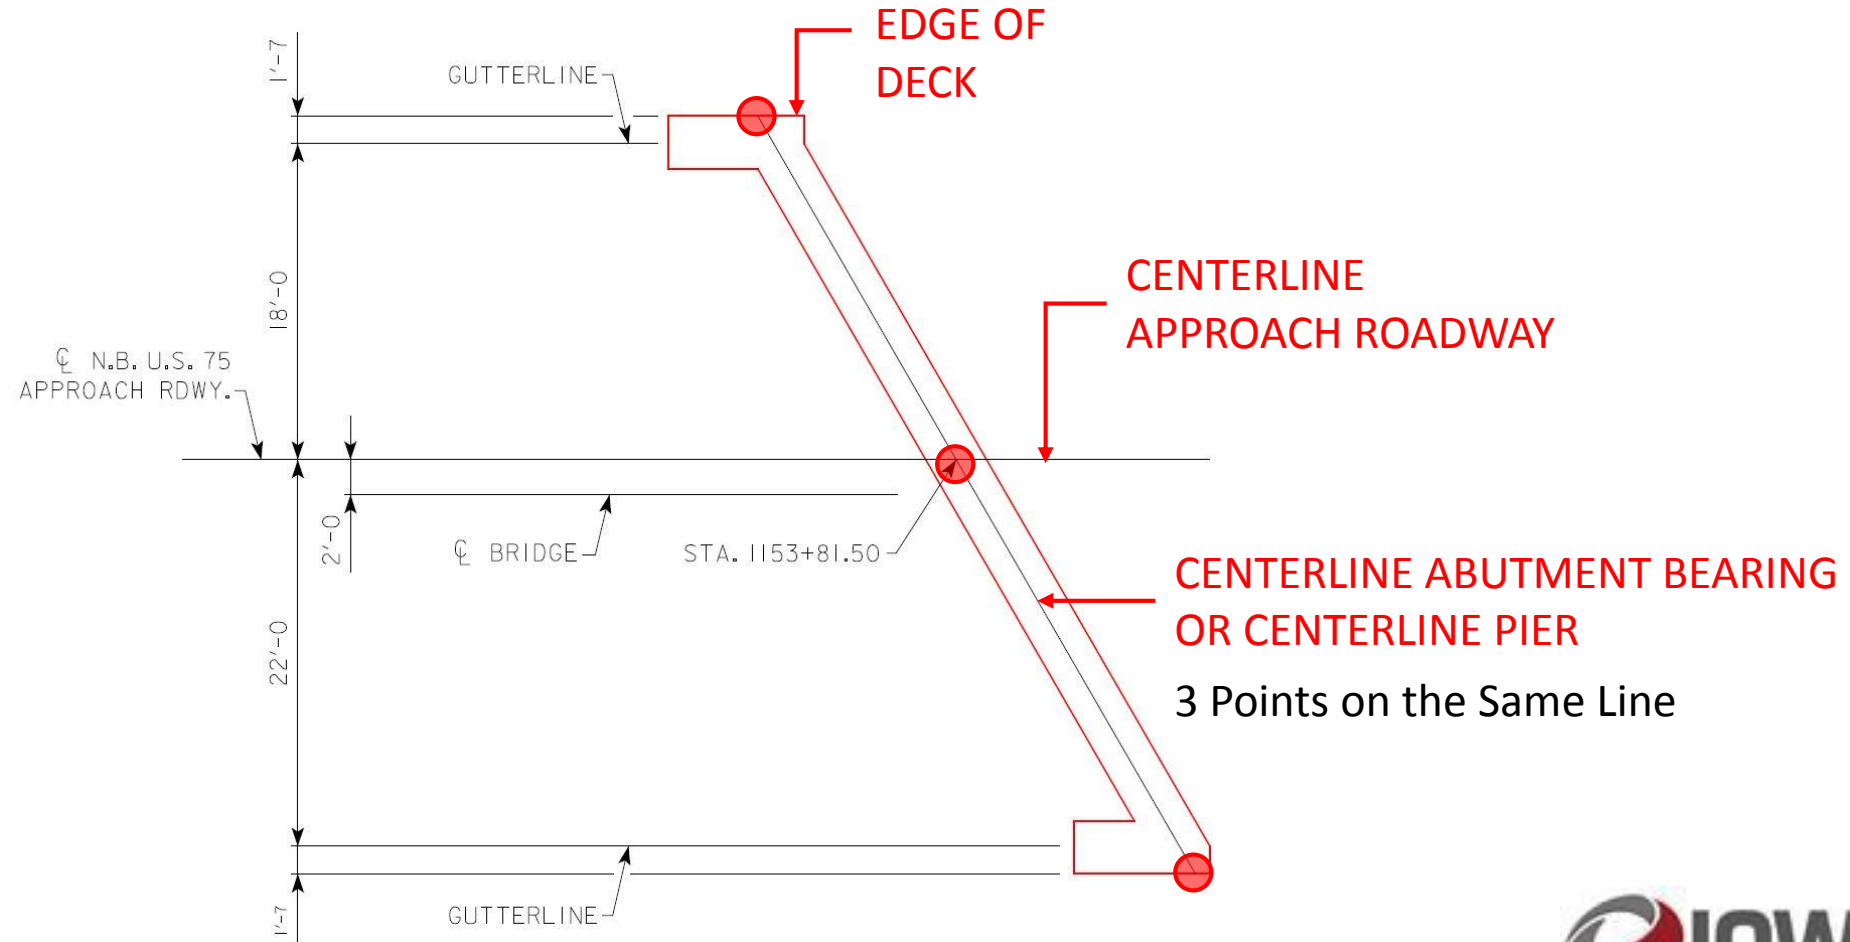 EDGE OF
DECK
1'-7
GUTTERLINE
18'-0
CENTERLINE
APPROACH ROADWAY
℄ N.B. U.S. 75
APPROACH RDWY.
2'-0
℄ BRIDGE
STA. 1153+81.50
CENTERLINE ABUTMENT BEARING
OR CENTERLINE PIER
22'-0
3 Points on the Same Line
1'-7
GUTTERLINE
IOW